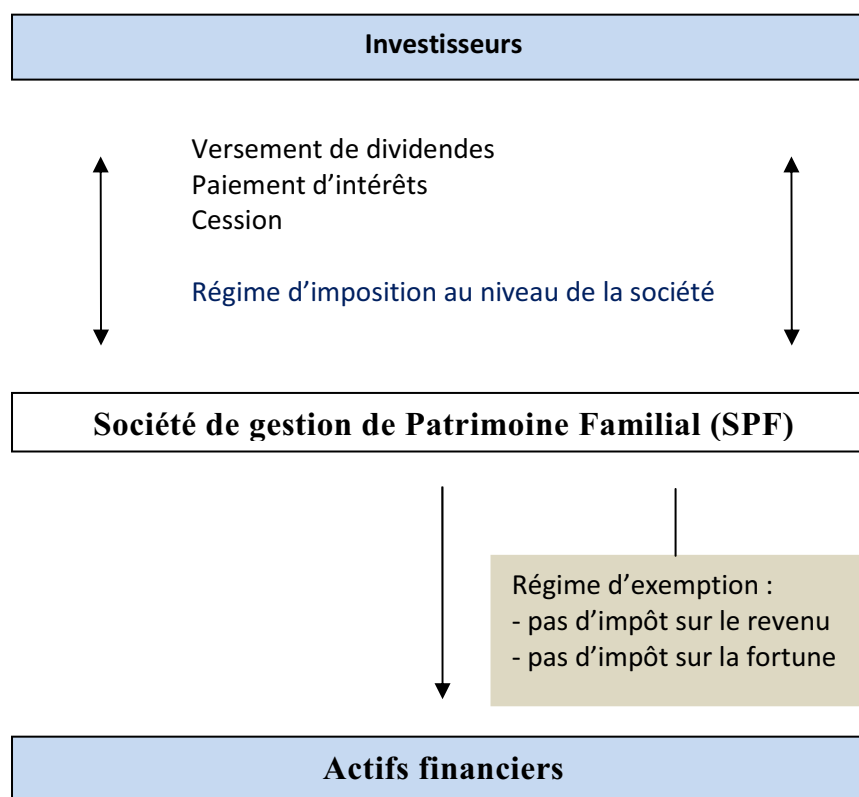 Investisseurs
Versement de dividendes
Paiement d’intérêts
Cession
Régime d’imposition au niveau de la société
Société de gestion de Patrimoine Familial (SPF)
Régime d’exemption :
- pas d’impôt sur le revenu
- pas d’impôt sur la fortune
Actifs financiers